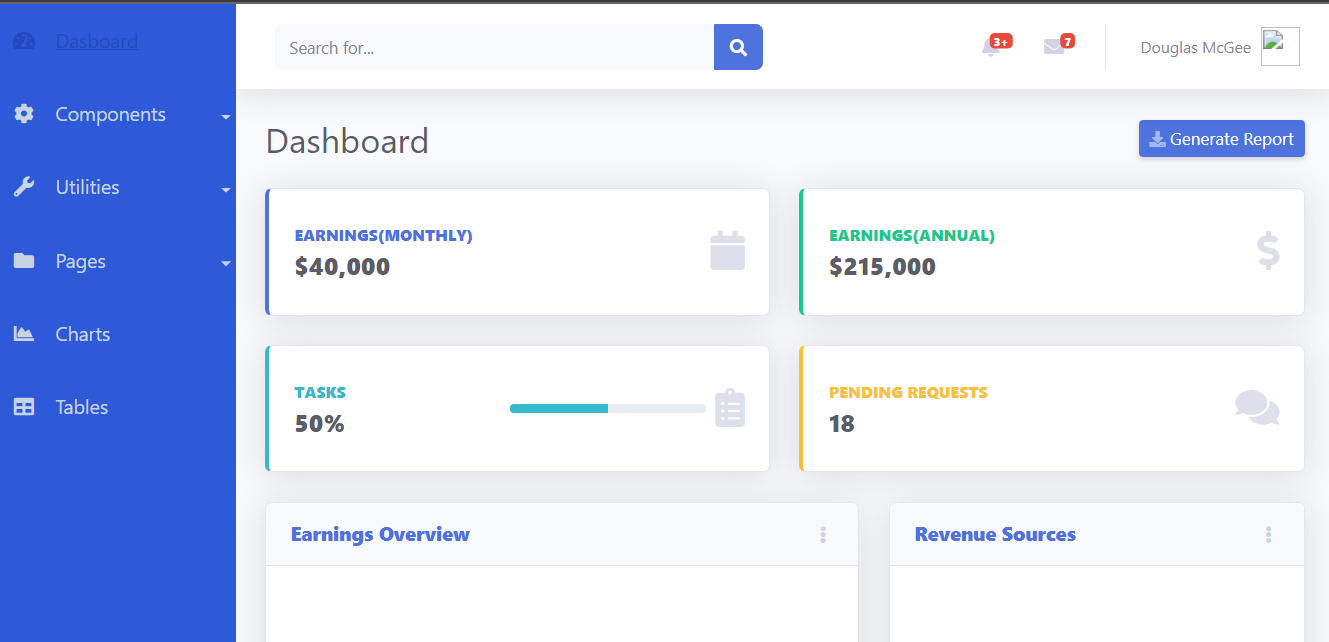 Dasboard
Components
Utilities
Pages
Charts
Tables
Search for...
3+
7
Douglas McGee
Dashboard
Generate Report
EARNINGS(MONTHLY)
$40,000
EARNINGS(ANNUAL)
$215,000
TASKS
50%
PENDING REQUESTS
18
Earnings Overview
Revenue Sources